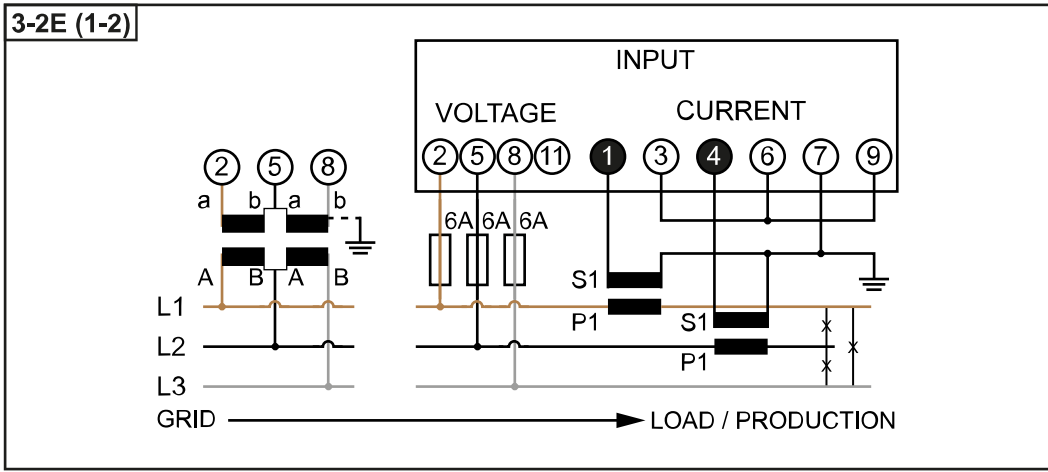 3-2E (1-2)
INPUT
VOLTAGE CURRENT
2 5 8 11 1 3 4 6 7 9
2 5 8
a b a b
6A 6A 6A
A B A B
S1
L1
P1 S1
L2
P1
L3
GRID LOAD / PRODUCTION